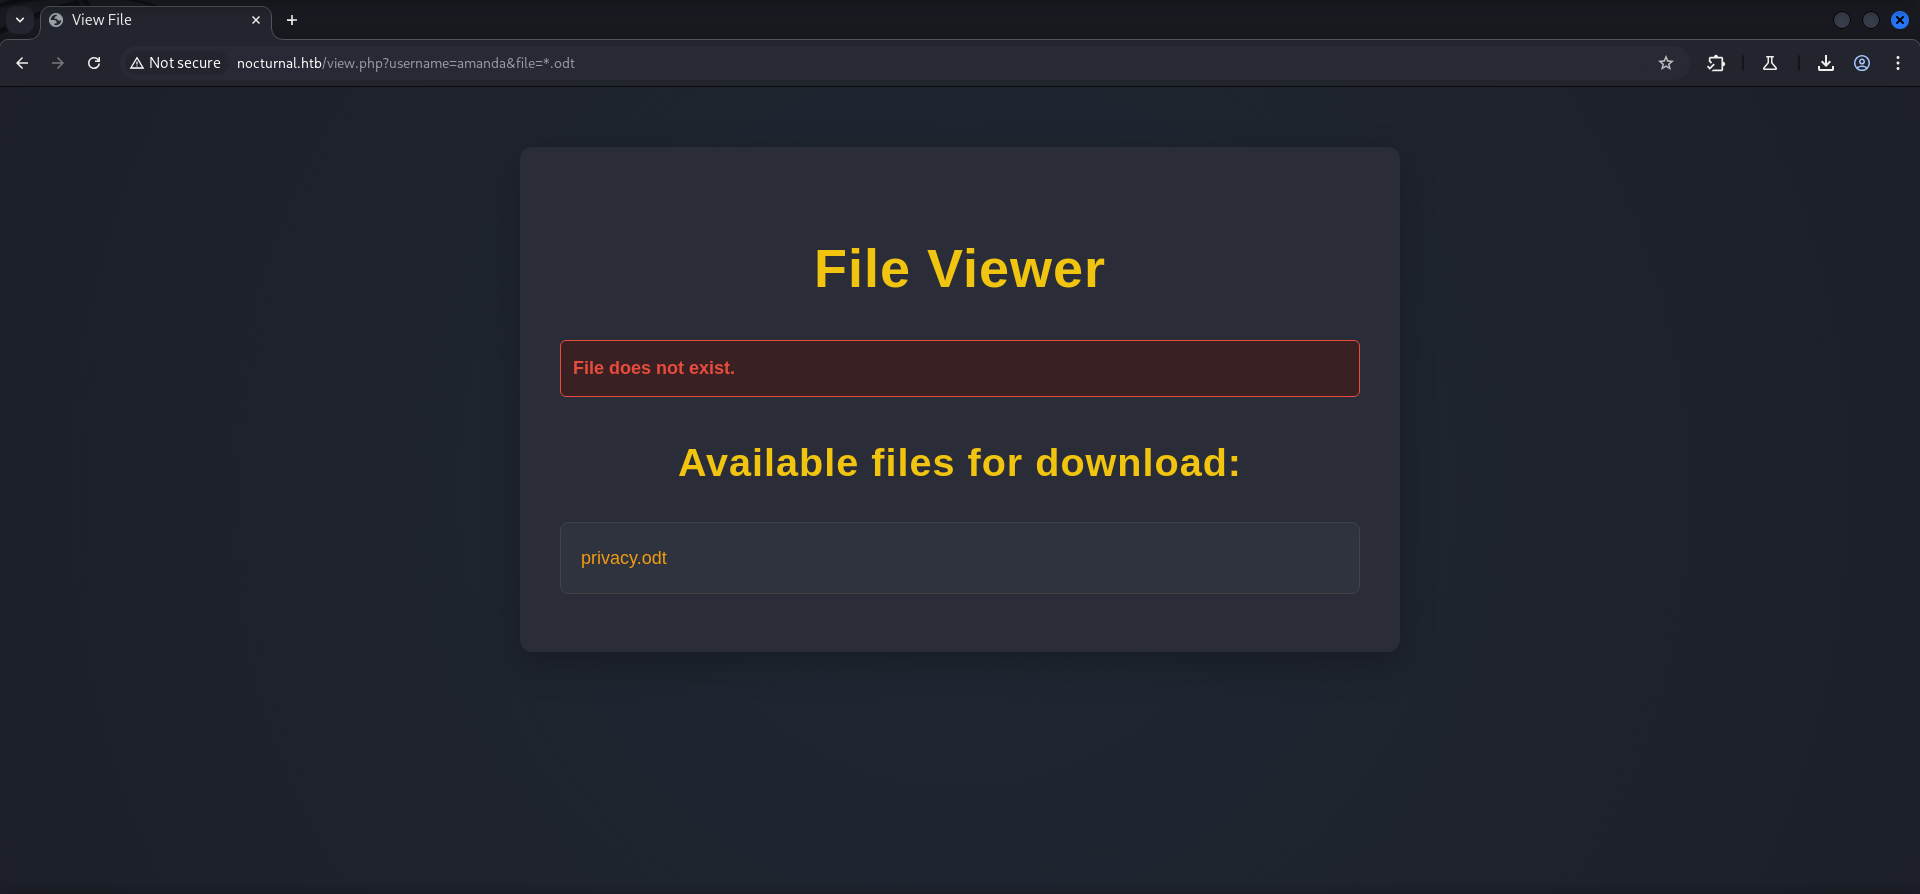 View File
Not secure
nocturnal.htb/view.php?username=amanda&file=*.odt
File Viewer
File does not exist.
Available files for download:
privacy.odt